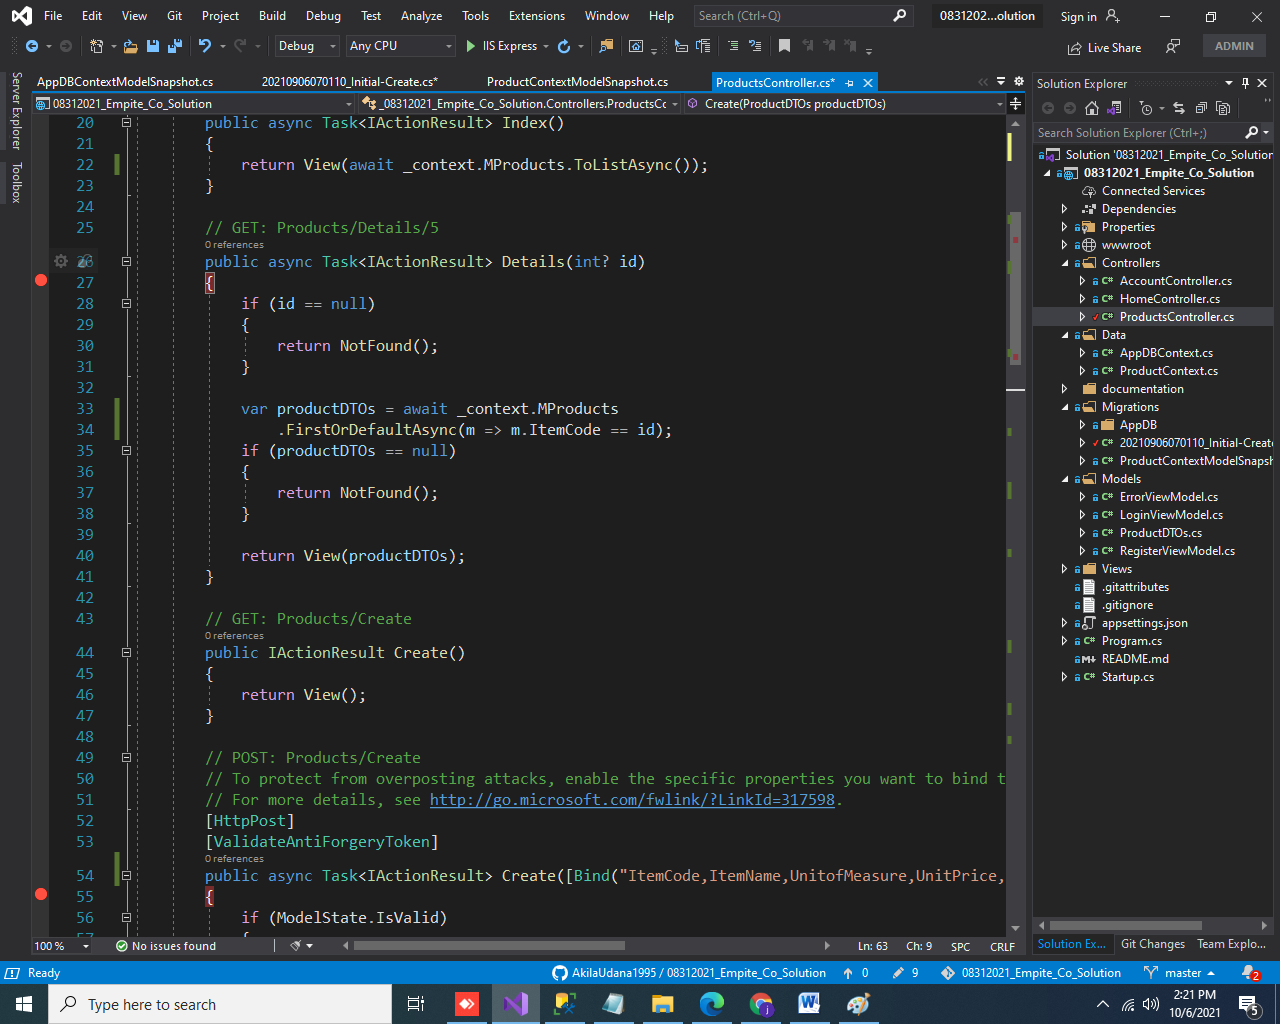 File Edit View Git Project Build Debug Test Analyze Tools Extensions Window Help Search (Ctrl+Q) 0831202...olution Sign in
Debug Any CPU IIS Express Live Share ADMIN
Server Explorer
Toolbox
AppDBContextModelSnapshot.cs 20210906070110_Initial-Create.cs* ProductContextModelSnapshot.cs ProductsController.cs*
08312021_Empite_Co_Solution _08312021_Empite_Co_Solution.Controllers.ProductsCc Create(ProductDTOs productDTOs)
20 public async Task<IActionResult> Index()
21 {
22 return View(await _context.MProducts.ToListAsync());
23 }
24
25 // GET: Products/Details/5
0 references
26 public async Task<IActionResult> Details(int? id)
27 {
28 if (id == null)
29 {
30 return NotFound();
31 }
32
33 var productDTOs = await _context.MProducts
34 .FirstOrDefaultAsync(m => m.ItemCode == id);
35 if (productDTOs == null)
36 {
37 return NotFound();
38 }
39
40 return View(productDTOs);
41 }
42
43 // GET: Products/Create
0 references
44 public IActionResult Create()
45 {
46 return View();
47 }
48
49 // POST: Products/Create
50 // To protect from overposting attacks, enable the specific properties you want to bind t
51 // For more details, see http://go.microsoft.com/fwlink/?LinkId=317598.
52 [HttpPost]
53 [ValidateAntiForgeryToken]
0 references
54 public async Task<IActionResult> Create([Bind("ItemCode,ItemName,UnitofMeasure,UnitPrice,
55 {
56 if (ModelState.IsValid)
57 {
100 % No issues found Ln: 63 Ch: 9 SPC CRLF
Solution Explorer
Search Solution Explorer (Ctrl+;)
Solution '08312021_Empite_Co_Solution
08312021_Empite_Co_Solution
Connected Services
Dependencies
Properties
wwwroot
Controllers
C# AccountController.cs
C# HomeController.cs
C# ProductsController.cs
Data
C# AppDBContext.cs
C# ProductContext.cs
documentation
Migrations
AppDB
C# 20210906070110_Initial-Create
C# ProductContextModelSnapsh
Models
C# ErrorViewModel.cs
C# LoginViewModel.cs
C# ProductDTOs.cs
C# RegisterViewModel.cs
Views
.gitattributes
.gitignore
appsettings.json
C# Program.cs
README.md
C# Startup.cs
Solution Ex... Git Changes Team Explo...
Ready AkilaUdana1995 / 08312021_Empite_Co_Solution 0 9 08312021_Empite_Co_Solution master 2
Type here to search 2:21 PM
10/6/2021 5